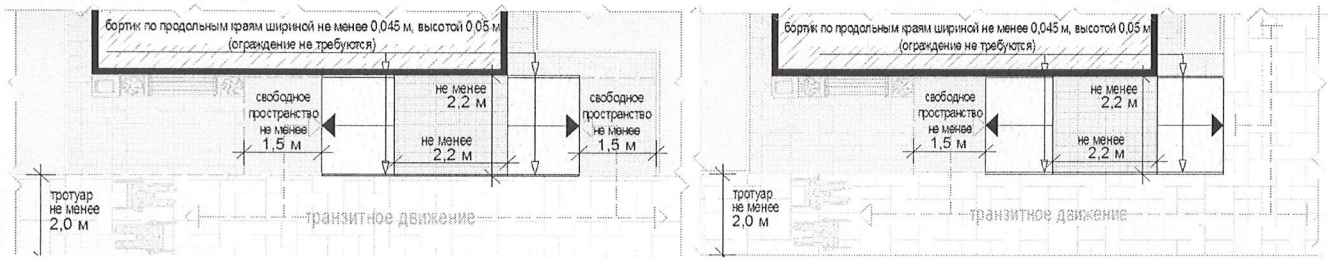 бортик по продольным краям шириной не менее 0,045 м, высотой 0,05 м
(ограждение не требуются)
свободное
пространство
не менее
1,5 м
не менее
2,2 м
не менее
2,2 м
свободное
пространство
не менее
1,5 м
тротуар
не менее
2,0 м
транзитное движение
бортик по продольным краям шириной не менее 0,045 м, высотой 0,05 м
(ограждение не требуются)
свободное
пространство
не менее
1,5 м
не менее
2,2 м
не менее
2,2 м
тротуар
не менее
2,0 м
транзитное движение